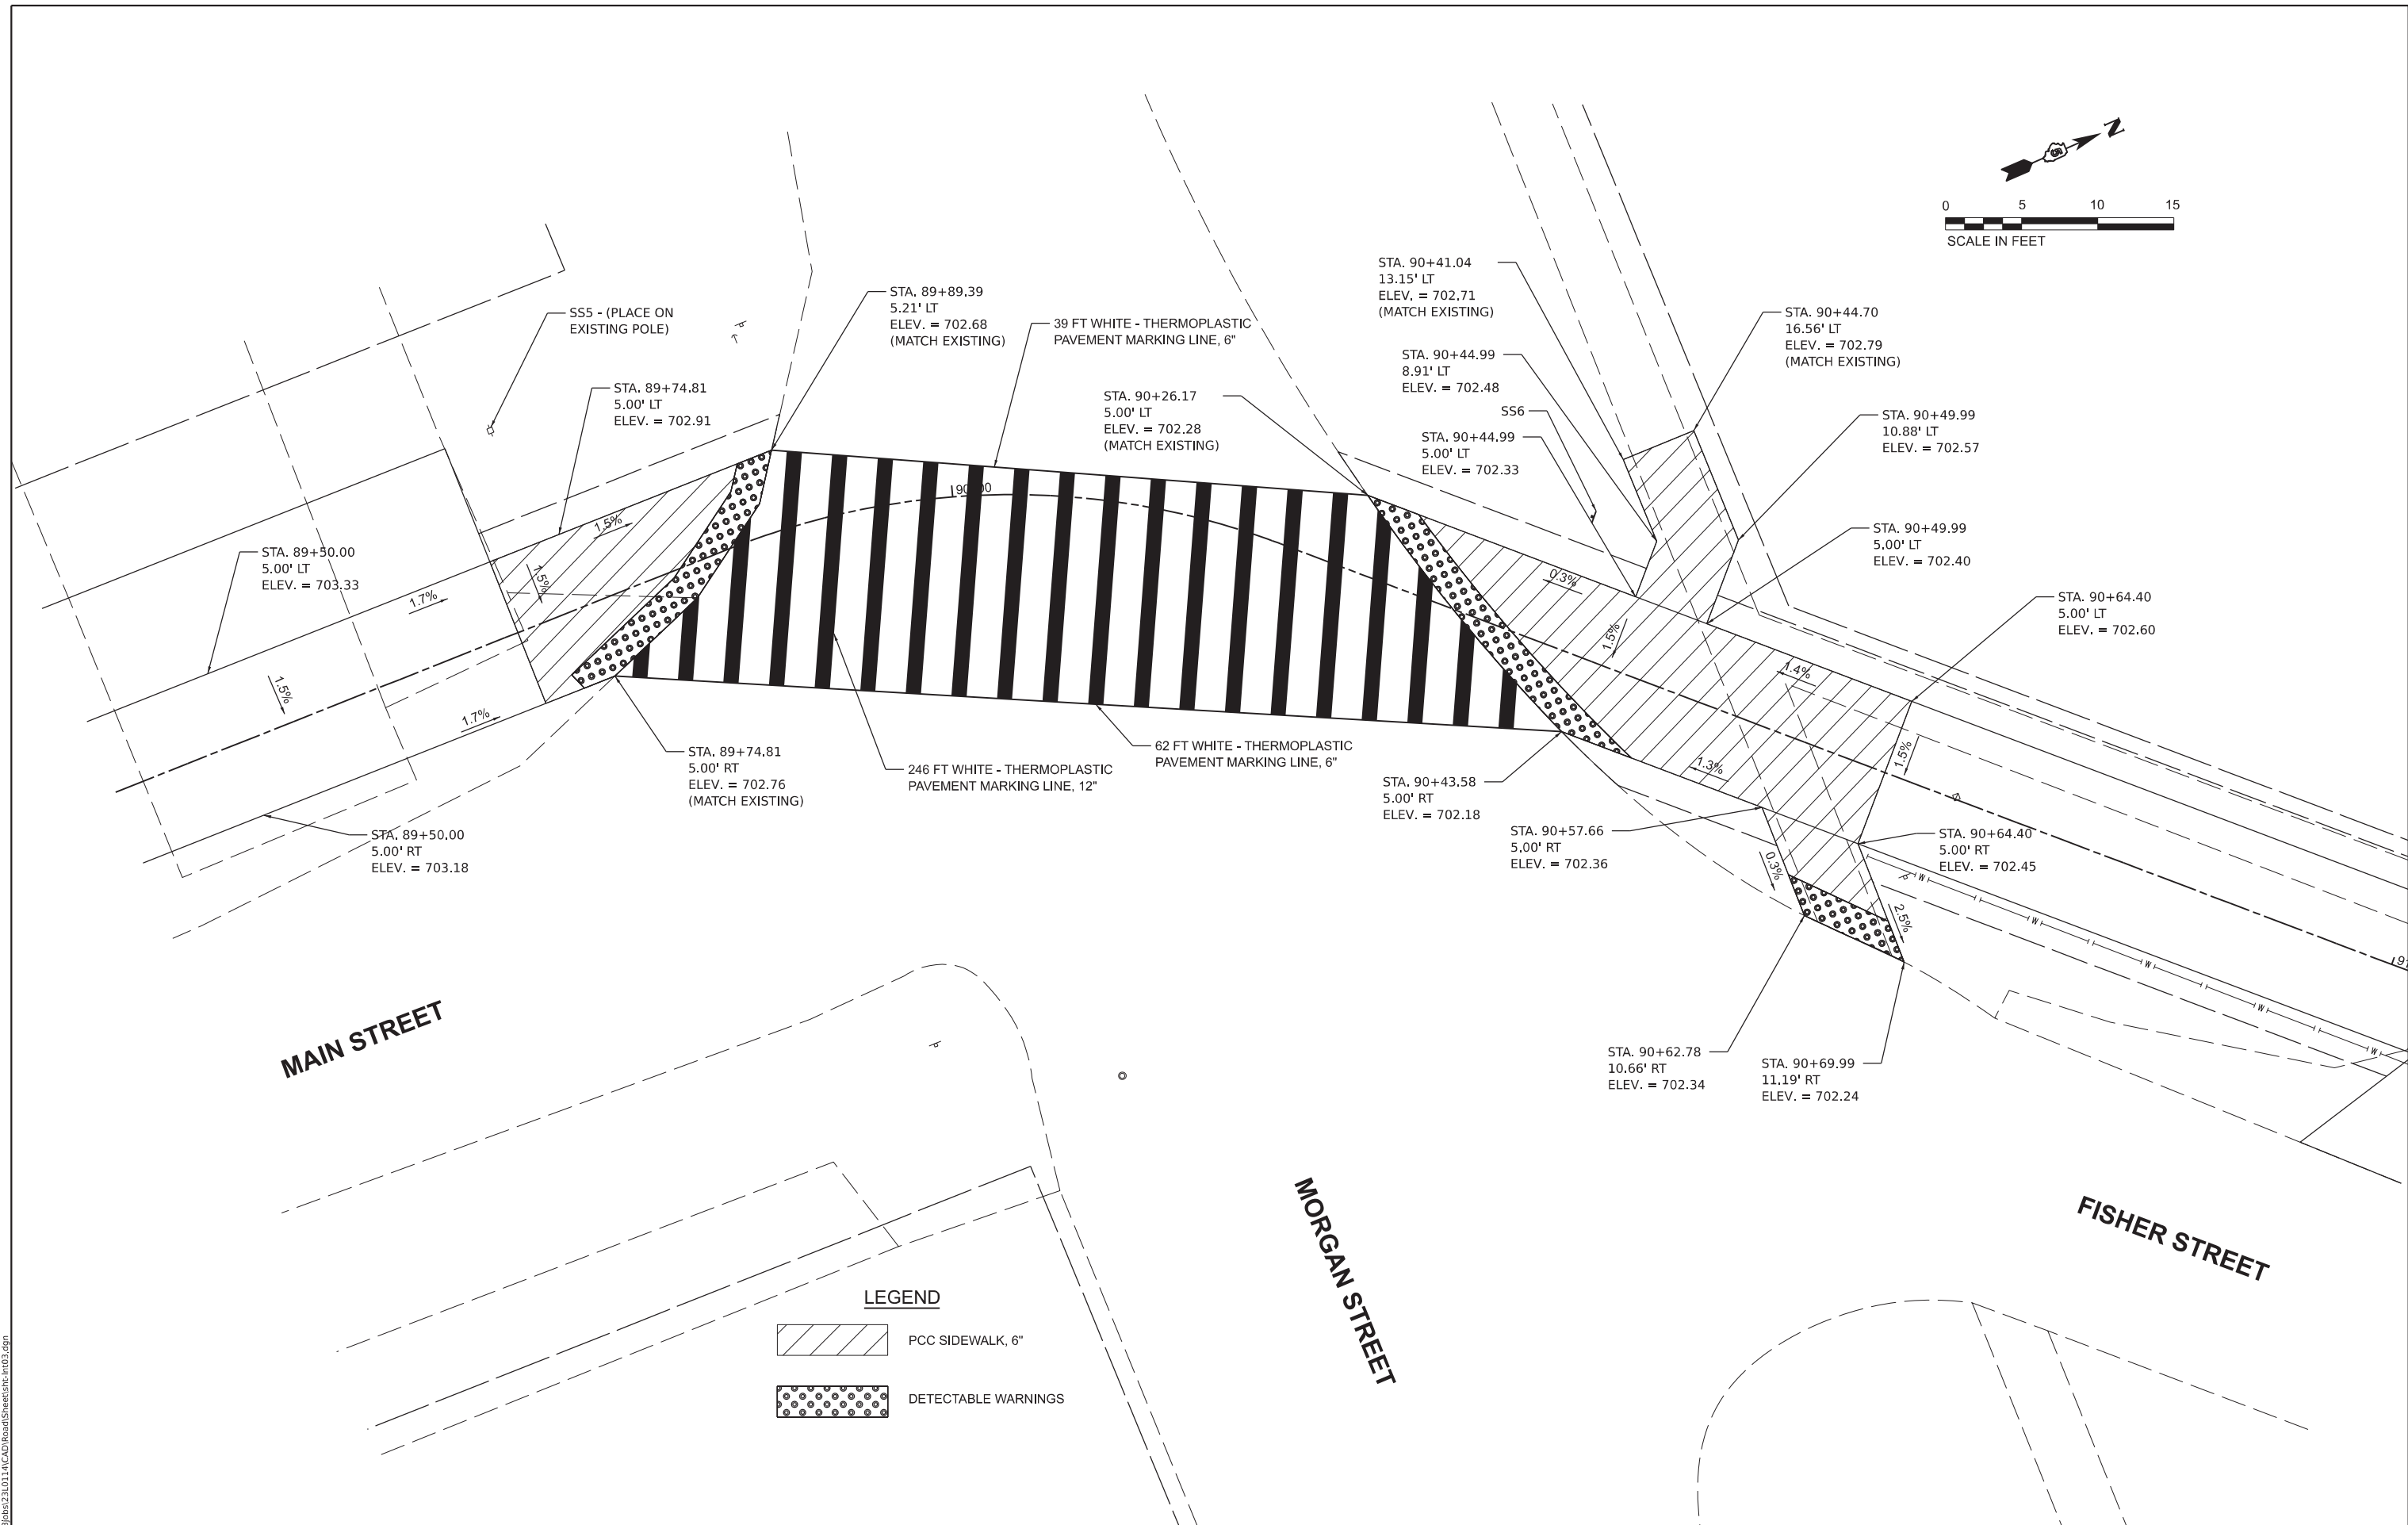 N
0 5 10 15
SCALE IN FEET
SS5 - (PLACE ON
EXISTING POLE)
STA. 89+89.39
5.21' LT
ELEV. = 702.68
(MATCH EXISTING)
39 FT WHITE - THERMOPLASTIC
PAVEMENT MARKING LINE, 6"
STA. 90+41.04
13.15' LT
ELEV. = 702.71
(MATCH EXISTING)
STA. 90+44.70
16.56' LT
ELEV. = 702.79
(MATCH EXISTING)
STA. 90+44.99
8.91' LT
ELEV. = 702.48
STA. 89+74.81
5.00' LT
ELEV. = 702.91
STA. 90+26.17
5.00' LT
ELEV. = 702.28
(MATCH EXISTING)
SS6
STA. 90+44.99
5.00' LT
ELEV. = 702.33
STA. 90+49.99
10.88' LT
ELEV. = 702.57
STA. 90+49.99
5.00' LT
ELEV. = 702.40
STA. 89+50.00
5.00' LT
ELEV. = 703.33
STA. 90+64.40
5.00' LT
ELEV. = 702.60
1.5%
1.5%
1.7%
1.5%
1.7%
0.3%
1.5%
1.4%
1.5%
1.3%
0.3%
2.5%
STA. 89+74.81
5.00' RT
ELEV. = 702.76
(MATCH EXISTING)
246 FT WHITE - THERMOPLASTIC
PAVEMENT MARKING LINE, 12"
62 FT WHITE - THERMOPLASTIC
PAVEMENT MARKING LINE, 6"
STA. 90+43.58
5.00' RT
ELEV. = 702.18
STA. 89+50.00
5.00' RT
ELEV. = 703.18
STA. 90+57.66
5.00' RT
ELEV. = 702.36
STA. 90+64.40
5.00' RT
ELEV. = 702.45
W
W
W
W
W
STA. 90+62.78
10.66' RT
ELEV. = 702.34
STA. 90+69.99
11.19' RT
ELEV. = 702.24
MAIN STREET
MORGAN STREET
FISHER STREET
LEGEND
PCC SIDEWALK, 6"
DETECTABLE WARNINGS